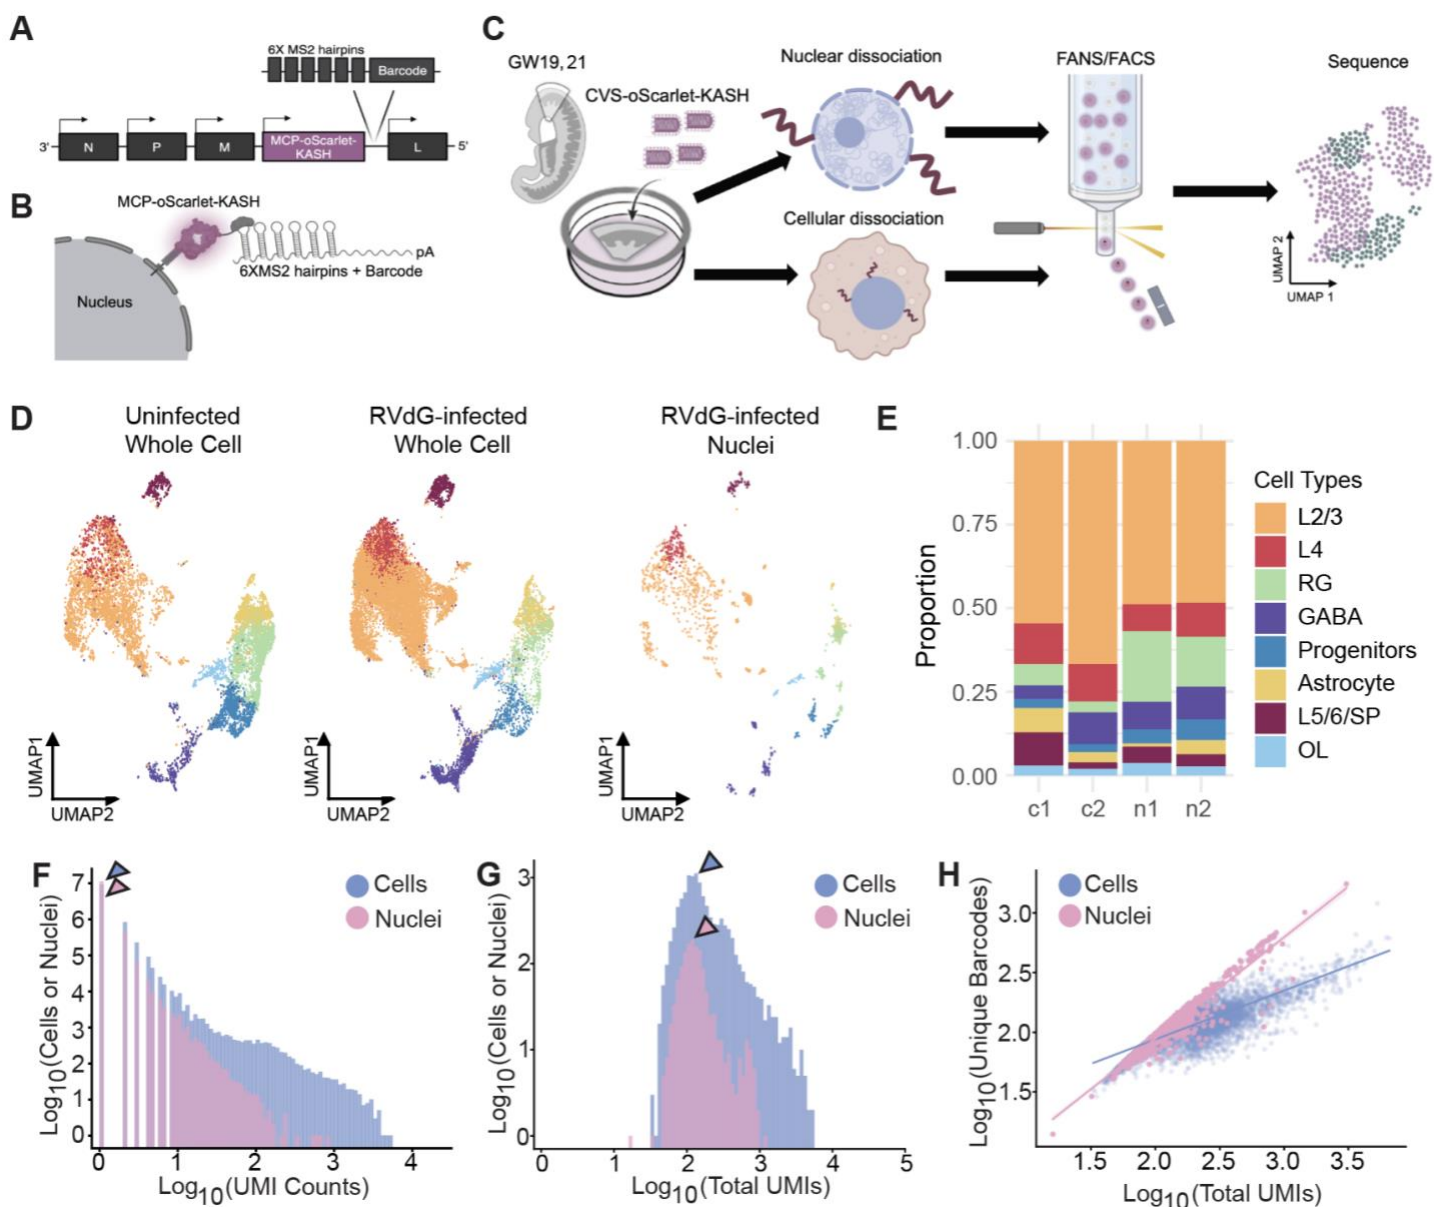 A
6X MS2 hairpins
Barcode
3'
N
P
M
MCP-oScarlet-
KASH
L
5'
B
MCP-oScarlet-KASH
pA
6XMS2 hairpins + Barcode
Nucleus
C
GW19, 21
CVS-oScarlet-KASH
Nuclear dissociation
Cellular dissociation
FANS/FACS
Sequence
UMAP 2
UMAP 1
D
Uninfected
Whole Cell
RVdG-infected
Whole Cell
RVdG-infected
Nuclei
UMAP1
UMAP2
UMAP1
UMAP2
UMAP1
UMAP2
E
Proportion
1.00
0.75
0.50
0.25
0.00
c1 c2 n1 n2
Cell Types
L2/3
L4
RG
GABA
Progenitors
Astrocyte
L5/6/SP
OL
F
Log10(Cells or Nuclei)
7
6
5
4
3
2
1
0
0 1 2 3 4
Log10(UMI Counts)
Cells
Nuclei
G
Log10(Cells or Nuclei)
3
2
1
0
0 1 2 3 4 5
Log10(Total UMIs)
Cells
Nuclei
H
Log10(Unique Barcodes)
3.0
2.5
2.0
1.5
1.5 2.0 2.5 3.0 3.5
Log10(Total UMIs)
Cells
Nuclei